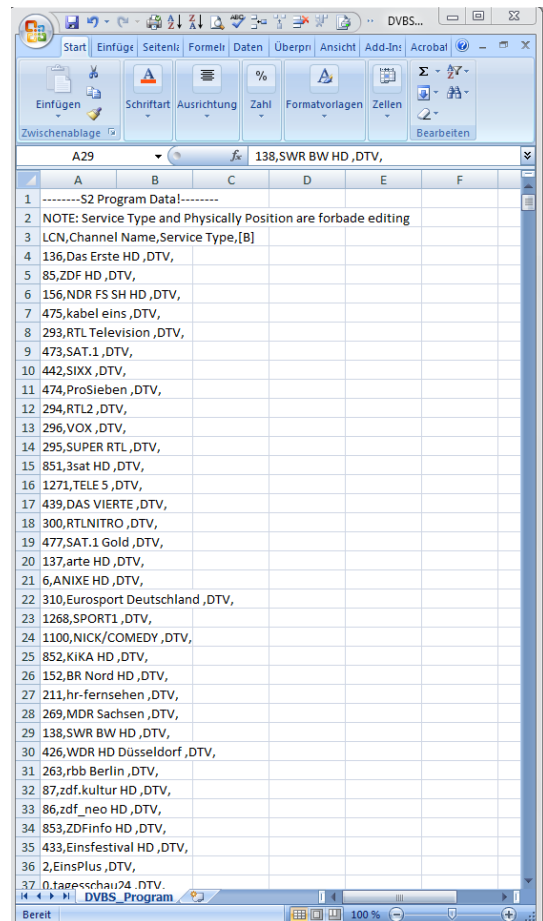 DVBS...
Start Einfüge Seitenla Formeln Daten Überprü Ansicht Add-Ins Acrobat
Einfügen
Schriftart
Ausrichtung
Zahl
Formatvorlagen
Zellen
Zwischenablage
Bearbeiten
A29 fx 138,SWR BW HD ,DTV,
A B C D E F
1 --------S2 Program Data!--------
2 NOTE: Service Type and Physically Position are forbade editing
3 LCN,Channel Name,Service Type,[B]
4 136,Das Erste HD ,DTV,
5 85,ZDF HD ,DTV,
6 156,NDR FS SH HD ,DTV,
7 475,kabel eins ,DTV,
8 293,RTL Television ,DTV,
9 473,SAT.1 ,DTV,
10 442,SIXX ,DTV,
11 474,ProSieben ,DTV,
12 294,RTL2 ,DTV,
13 296,VOX ,DTV,
14 295,SUPER RTL ,DTV,
15 851,3sat HD ,DTV,
16 1271,TELE 5 ,DTV,
17 439,DAS VIERTE ,DTV,
18 300,RTLNITRO ,DTV,
19 477,SAT.1 Gold ,DTV,
20 137,arte HD ,DTV,
21 6,ANIXE HD ,DTV,
22 310,Eurosport Deutschland ,DTV,
23 1268,SPORT1 ,DTV,
24 1100,NICK/COMEDY ,DTV,
25 852,KiKA HD ,DTV,
26 152,BR Nord HD ,DTV,
27 211,hr-fernsehen ,DTV,
28 269,MDR Sachsen ,DTV,
29 138,SWR BW HD ,DTV,
30 426,WDR HD Düsseldorf ,DTV,
31 263,rbb Berlin ,DTV,
32 87,zdf.kultur HD ,DTV,
33 86,zdf_neo HD ,DTV,
34 853,ZDFinfo HD ,DTV,
35 433,Einsfestival HD ,DTV,
36 2,EinsPlus ,DTV,
37 0,tagesschau24 ,DTV,
DVBS_Program
Bereit 100 %